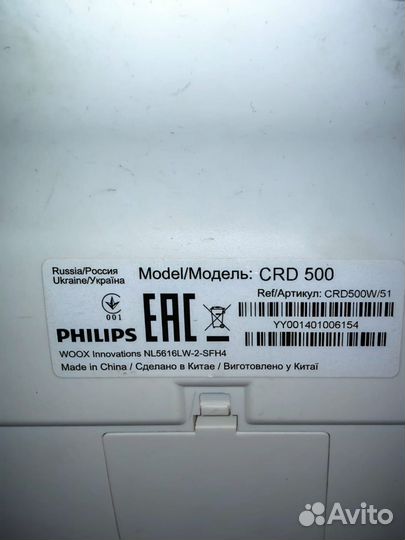 Russia/Россия
Ukraine/Україна
Model/Модель: CRD 500
Ref/Артикул: CRD500W/51
001
EAC
YY001401006154
PHILIPS
WOOX Innovations NL5616LW-2-SFH4
Made in China / Сделано в Китае / Виготовлено у Китаї
Avito